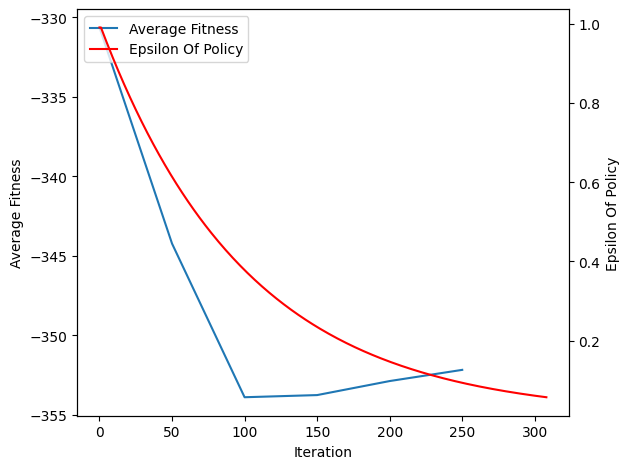 Average Fitness
Epsilon Of Policy
−330
−335
−340
−345
−350
−355
Average Fitness
1.0
0.8
0.6
0.4
0.2
Epsilon Of Policy
0 50 100 150 200 250 300
Iteration